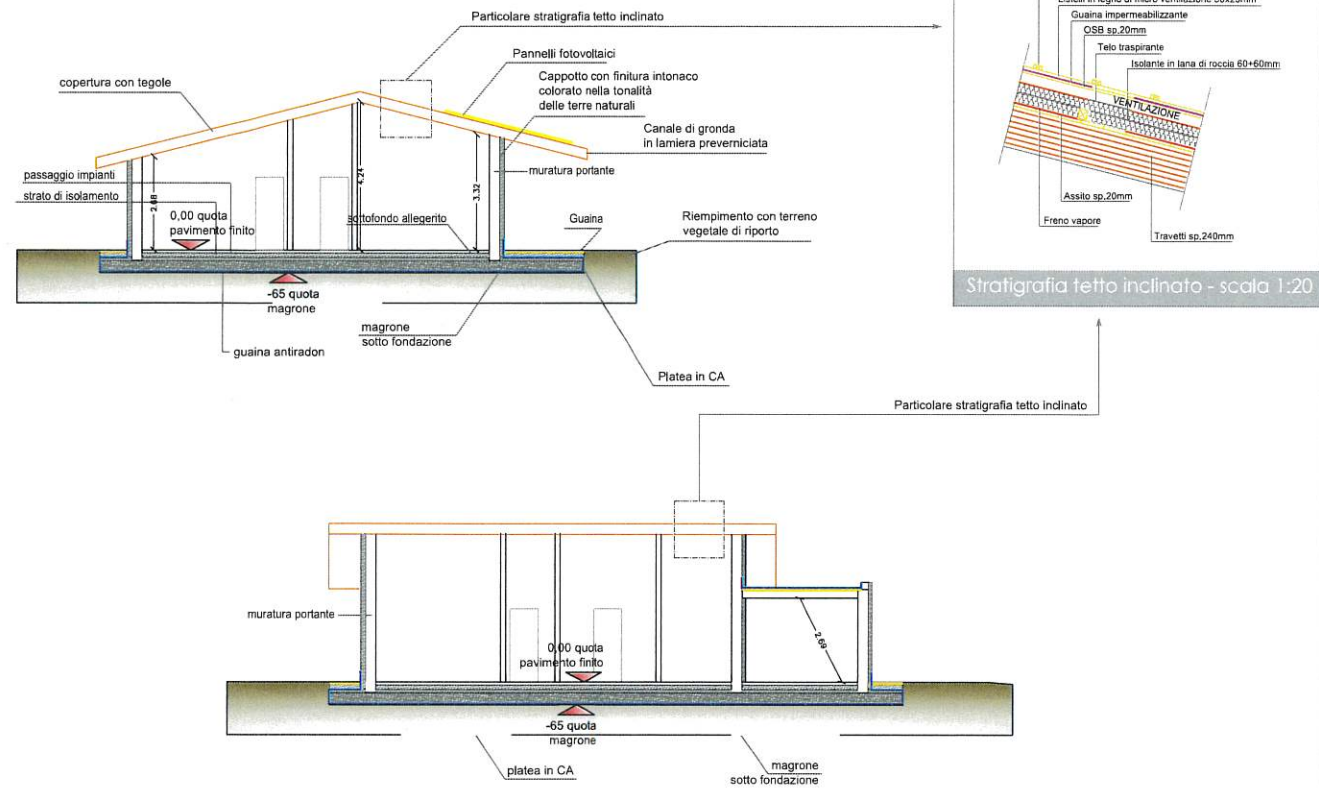 Particolare stratigrafia tetto inclinato
Pannelli fotovoltaici
copertura con tegole
Cappotto con finitura intonaco
colorato nella tonalità
delle terre naturali
Canale di gronda
in lamiera preverniciata
muratura portante
passaggio impianti
strato di isolamento
2.68
4.24
3.32
0,00 quota
pavimento finito
sottofondo allegerito
Guaina
Riempimento con terreno
vegetale di riporto
-65 quota
magrone
magrone
sotto fondazione
guaina antiradon
Platea in CA
Guaina impermeabilizzante
OSB sp,20mm
Telo traspirante
Isolante in lana di roccia 60+60mm
VENTILAZIONE
Assito sp,20mm
Freno vapore
Travetti sp,240mm
Stratigrafia tetto inclinato - scala 1:20
Particolare stratigrafia tetto inclinato
muratura portante
0,00 quota
pavimento finito
2.69
-65 quota
magrone
platea in CA
magrone
sotto fondazione